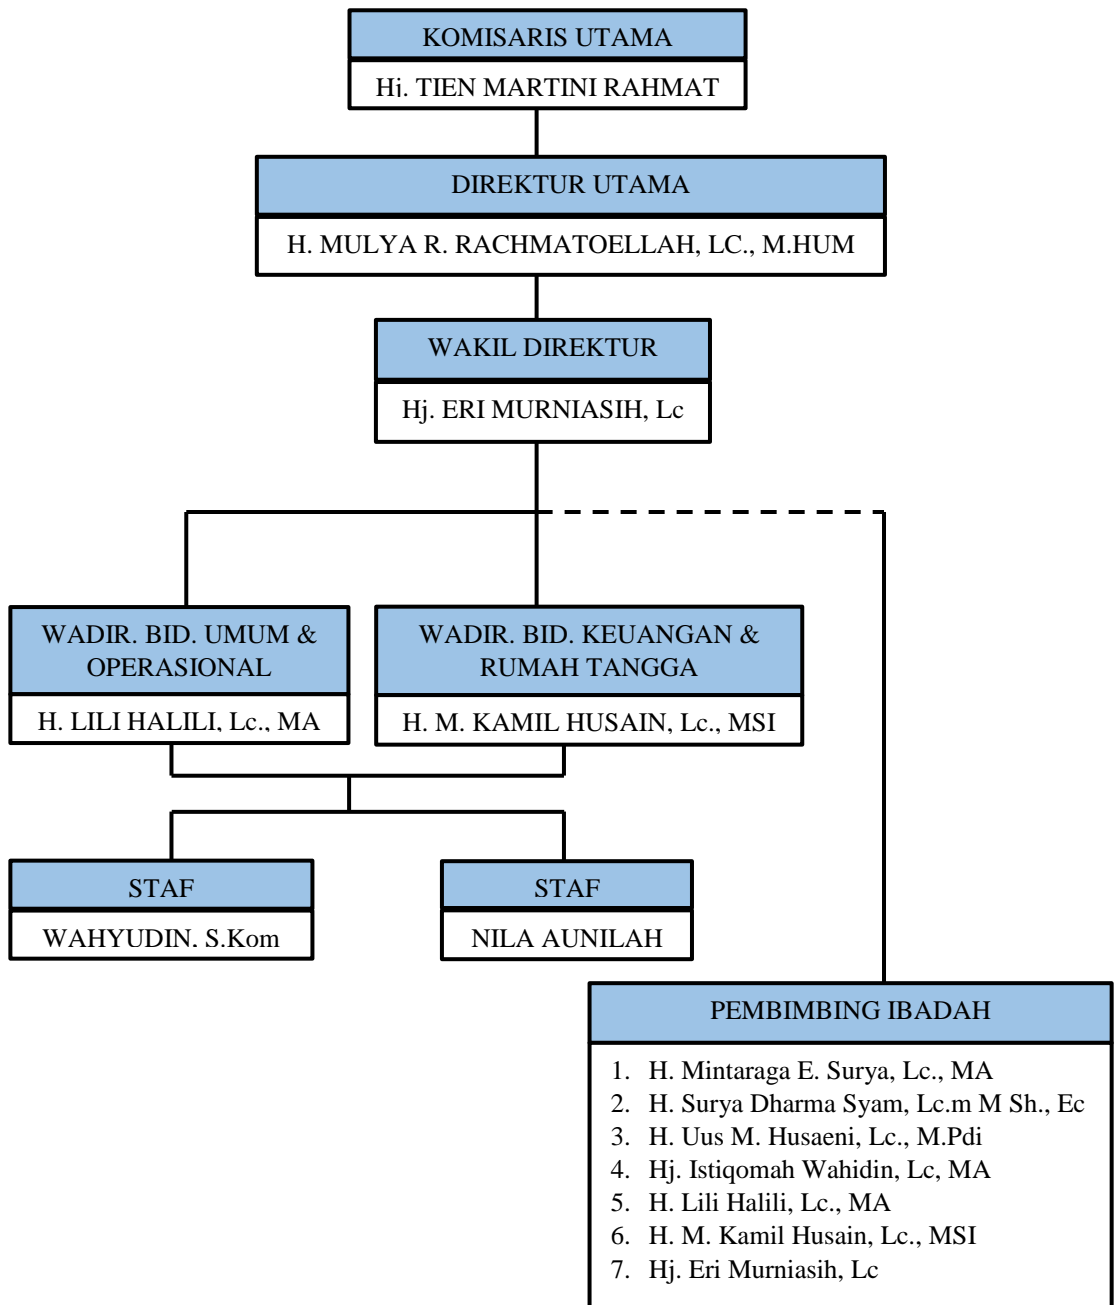 KOMISARIS UTAMA
Hj. TIEN MARTINI RAHMAT
DIREKTUR UTAMA
H. MULYA R. RACHMATOELLAH, LC., M.HUM
WAKIL DIREKTUR
Hj. ERI MURNIASIH, Lc
WADIR. BID. UMUM &
OPERASIONAL
H. LILI HALILI, Lc., MA
WADIR. BID. KEUANGAN &
RUMAH TANGGA
H. M. KAMIL HUSAIN, Lc., MSI
STAF
WAHYUDIN, S.Kom
STAF
NILA AUNILAH
PEMBIMBING IBADAH
1. H. Mintaraga E. Surya, Lc., MA
2. H. Surya Dharma Syam, Lc.m M Sh., Ec
3. H. Uus M. Husaeni, Lc., M.Pdi
4. Hj. Istiqomah Wahidin, Lc, MA
5. H. Lili Halili, Lc., MA
6. H. M. Kamil Husain, Lc., MSI
7. Hj. Eri Murniasih, Lc